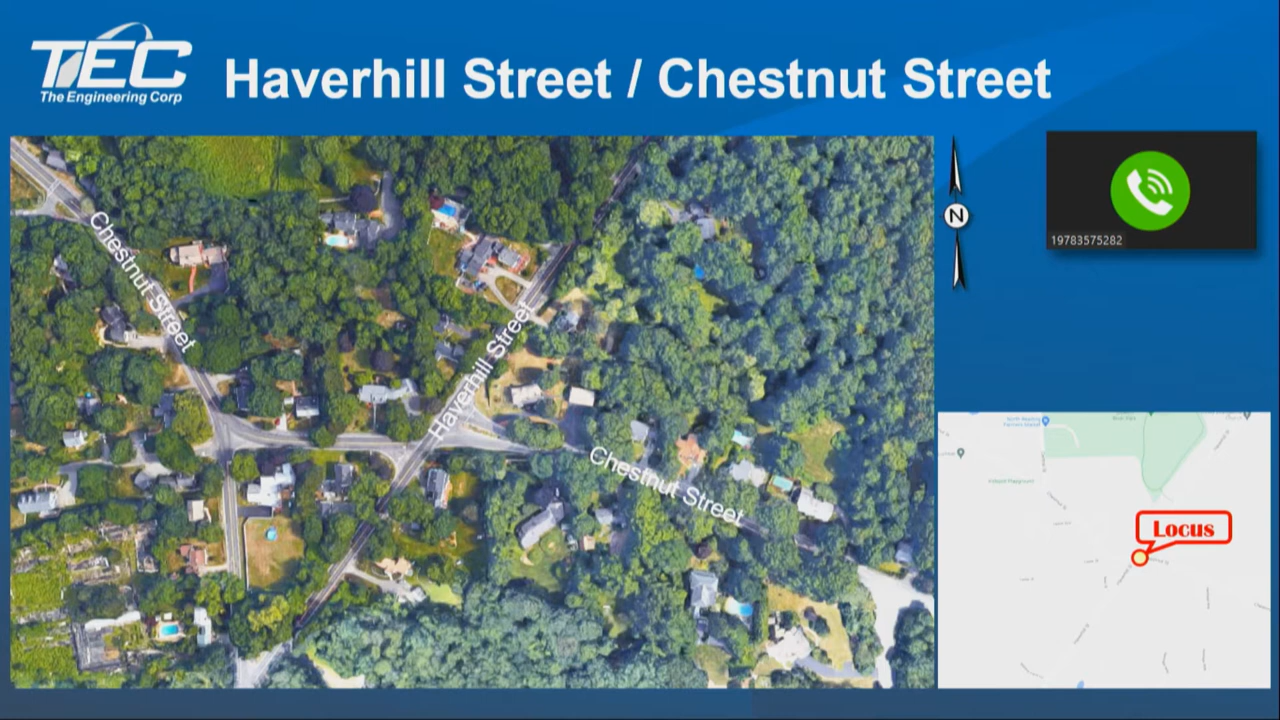 TEC
The Engineering Corp
Haverhill Street / Chestnut Street
Chestnut Street
Haverhill Street
Chestnut Street
N
19783575282
Locus